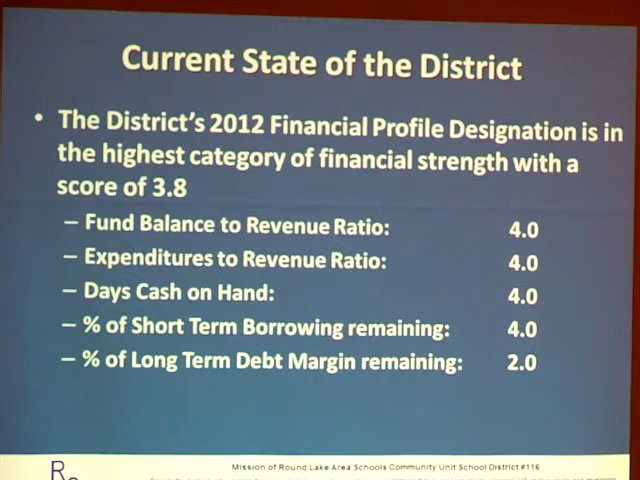 Current State of the District
• The District's 2012 Financial Profile Designation is in
the highest category of financial strength with a
score of 3.8
– Fund Balance to Revenue Ratio: 4.0
– Expenditures to Revenue Ratio: 4.0
– Days Cash on Hand: 4.0
– % of Short Term Borrowing remaining: 4.0
– % of Long Term Debt Margin remaining: 2.0
R
Mission of Round Lake Area Schools Community Unit School District #116